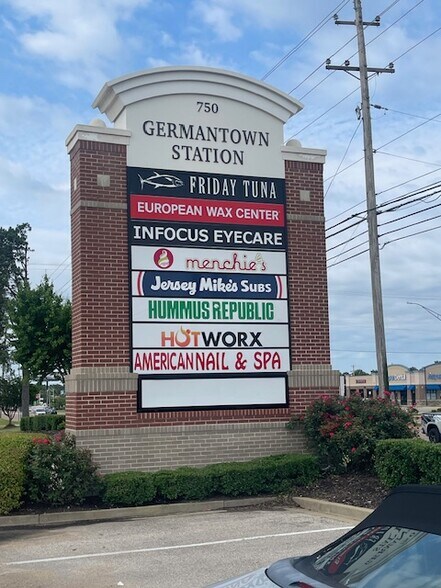 750
GERMANTOWN
STATION
FRIDAY TUNA
EUROPEAN WAX CENTER
INFOCUS EYECARE
menchie's
Jersey Mike's SUBS
HUMMUS REPUBLIC
HOTWORX
AMERICAN NAIL & SPA